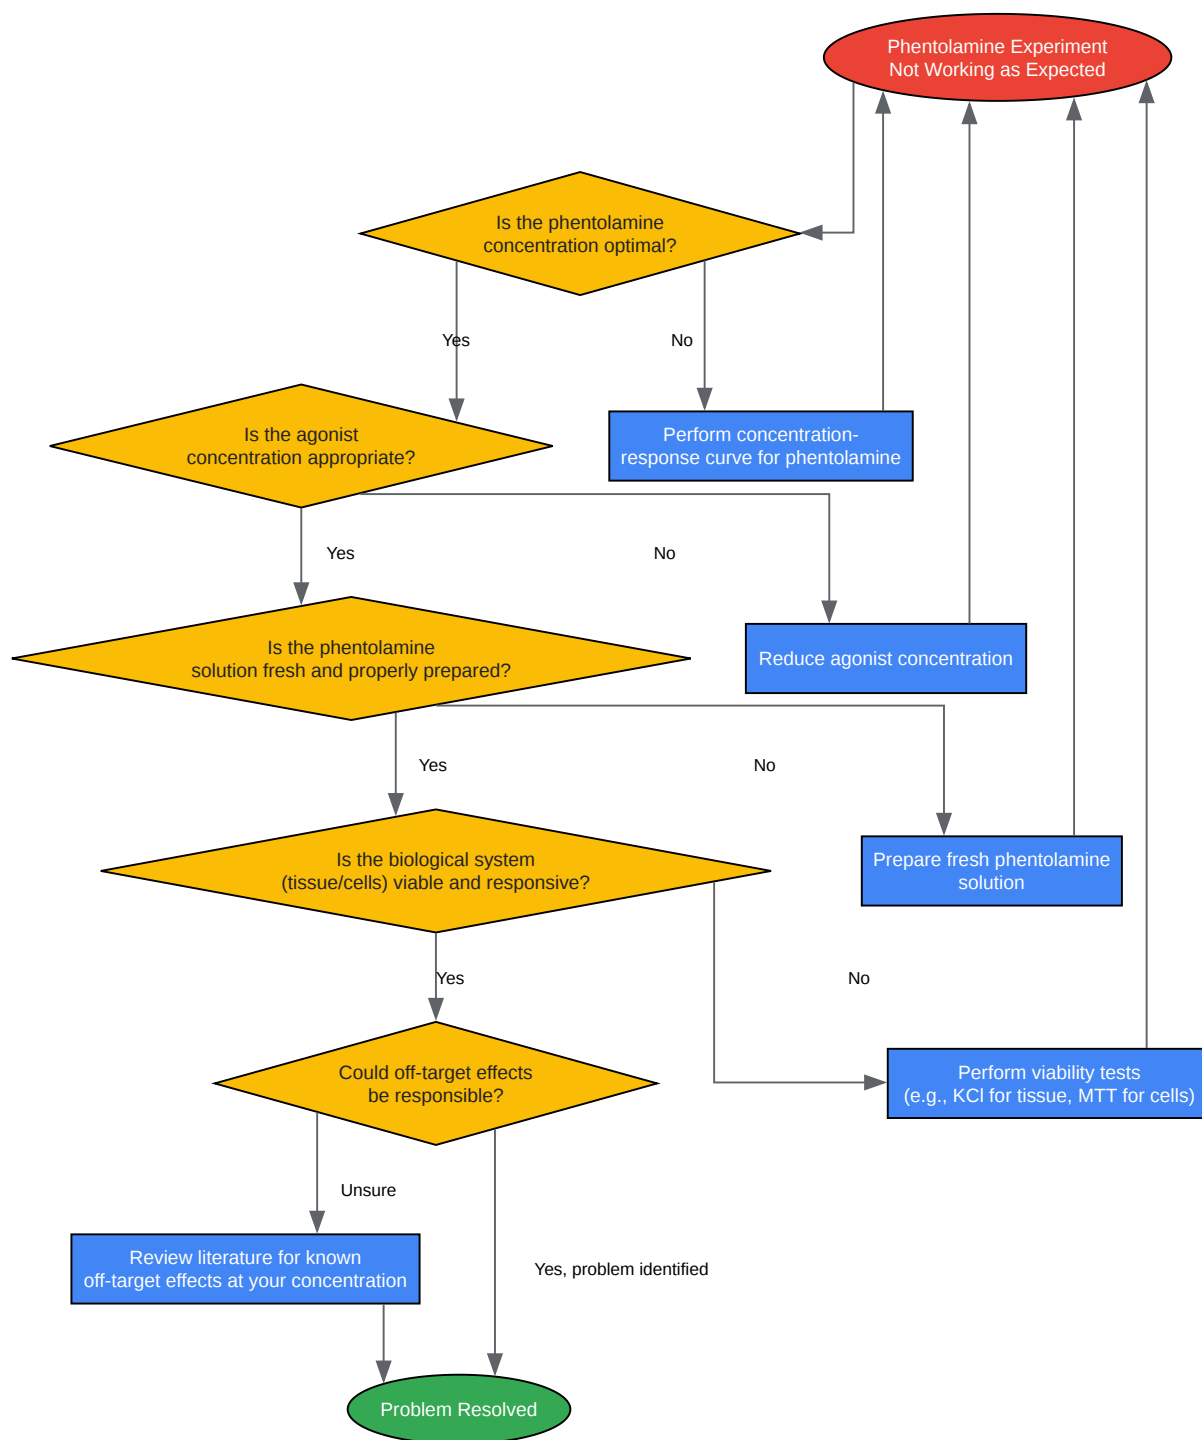 Phentolamine Experiment
Not Working as Expected
Is the phentolamine
concentration optimal?
Yes
No
Is the agonist
concentration appropriate?
Perform concentration-
response curve for phentolamine
Yes
No
Is the phentolamine
solution fresh and properly prepared?
Reduce agonist concentration
Yes
No
Is the biological system
(tissue/cells) viable and responsive?
Prepare fresh phentolamine
solution
Yes
No
Could off-target effects
be responsible?
Perform viability tests
(e.g., KCl for tissue, MTT for cells)
Unsure
Review literature for known
off-target effects at your concentration
Yes, problem identified
Problem Resolved